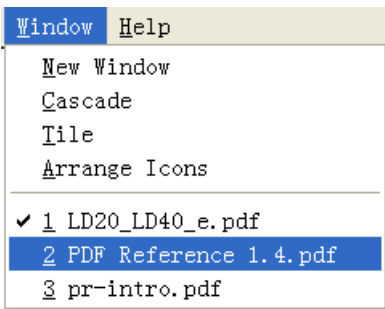 Window Help
New Window
Cascade
Tile
Arrange Icons
✓ 1 LD20_LD40_e.pdf
2 PDF Reference 1.4.pdf
3 pr-intro.pdf